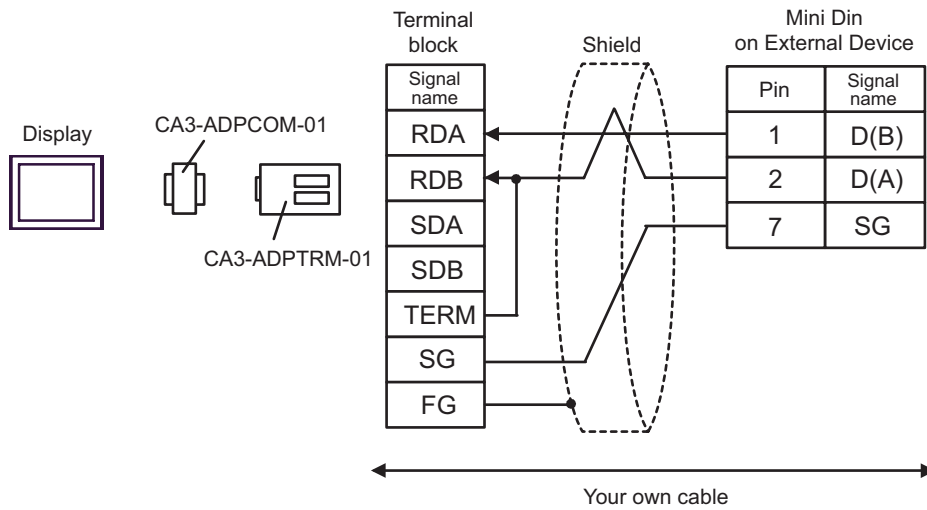 Display
CA3-ADPCOM-01
CA3-ADPTRM-01
Terminal
block
Signal
name
RDA
RDB
SDA
SDB
TERM
SG
FG
Shield
Mini Din
on External Device
Pin
Signal
name
1
D(B)
2
D(A)
7
SG
Your own cable